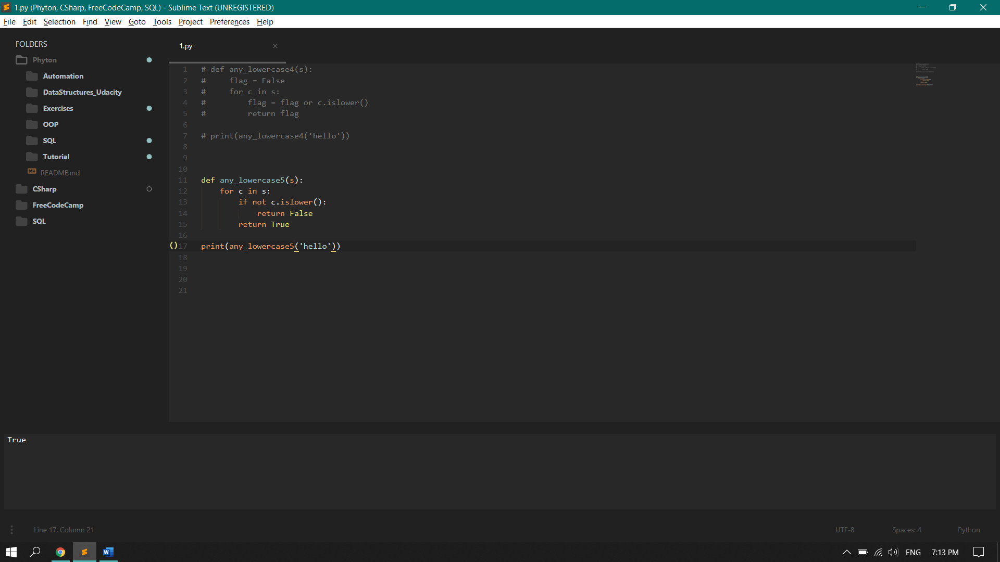 1.py (Phyton, CSharp, FreeCodeCamp, SQL) - Sublime Text (UNREGISTERED)
File Edit Selection Find View Goto Tools Project Preferences Help
FOLDERS
Phyton
Automation
DataStructures_Udacity
Exercises
OOP
SQL
Tutorial
README.md
CSharp
FreeCodeCamp
SQL
1.py
1 # def any_lowercase4(s):
2 #     flag = False
3 #     for c in s:
4 #         flag = flag or c.islower()
5 #         return flag
6
7 # print(any_lowercase4('hello'))
8
9
10
11 def any_lowercase5(s):
12     for c in s:
13         if not c.islower():
14             return False
15         return True
16
17 print(any_lowercase5('hello'))
18
19
20
21
True
Line 17, Column 21 UTF-8 Spaces: 4 Python
ENG 7:13 PM